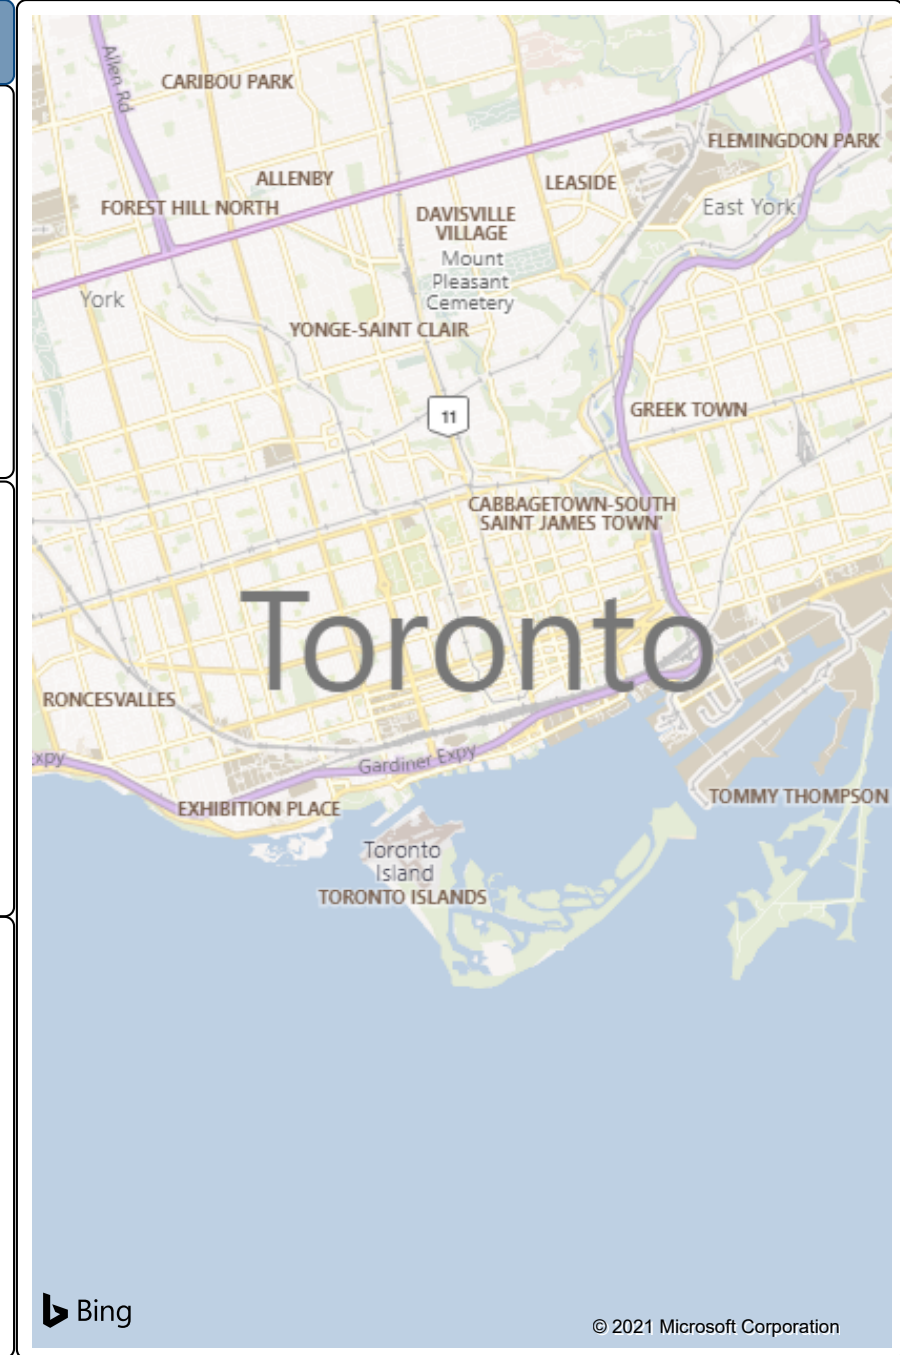 Allen Rd
CARIBOU PARK
FLEMINGDON PARK
ALLENBY
LEASIDE
FOREST HILL NORTH
East York
DAVISVILLE
VILLAGE
Mount
Pleasant
Cemetery
York
YONGE-SAINT CLAIR
11
GREEK TOWN
CABBAGETOWN-SOUTH
SAINT JAMES TOWN
Toronto
RONCESVALLES
xpy
Gardiner Expy
TOMMY THOMPSON
EXHIBITION PLACE
Toronto
Island
TORONTO ISLANDS
Bing
© 2021 Microsoft Corporation